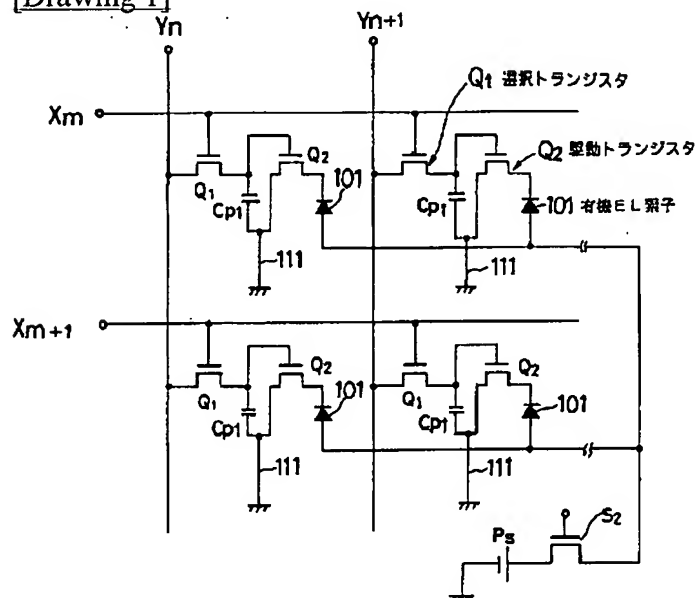 [Drawing 1]
Yn
Yn+1
Xm
Q1 選択トランジスタ
Q2
Q2 駆動トランジスタ
101
101 有機EL素子
Q1
Cp1
Cp1
111
111
Xm+1
Q2
Q2
101
101
Q1
Q1
Cp1
Cp1
111
111
Ps
S2